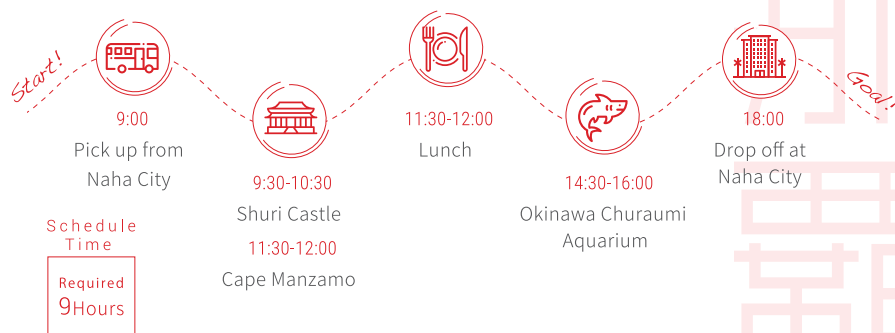 Start!
9:00
Pick up from
Naha City
9:30-10:30
Shuri Castle
11:30-12:00
Cape Manzamo
11:30-12:00
Lunch
14:30-16:00
Okinawa Churaumi
Aquarium
18:00
Drop off at
Naha City
Goal!
Schedule
Time
Required
9Hours